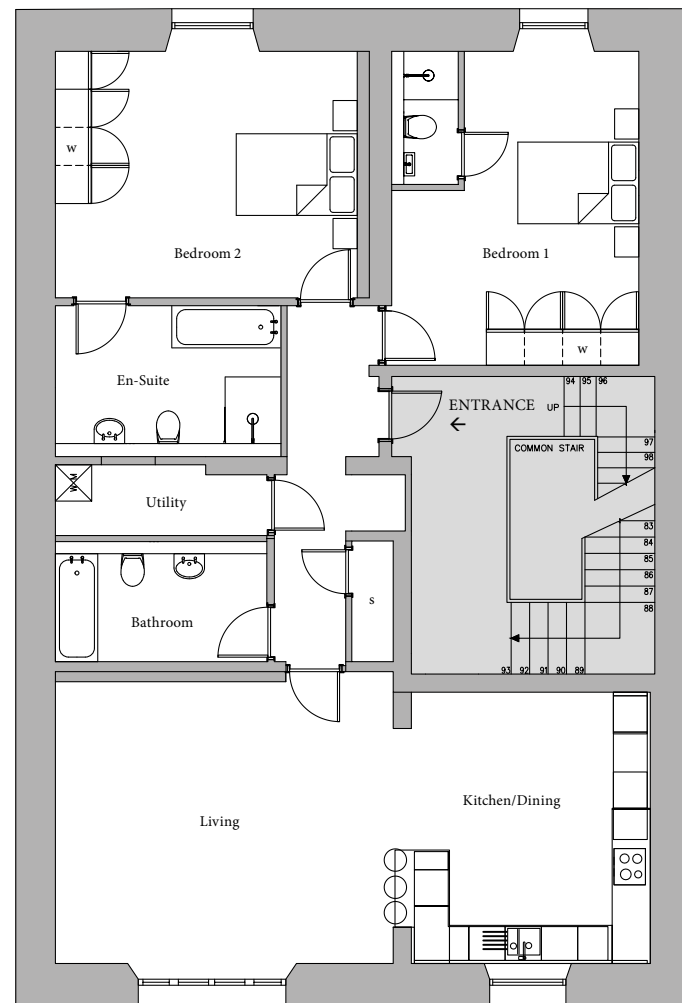 W
Bedroom 2
Bedroom 1
W
En-Suite
ENTRANCE
UP
94 95 96
COMMON STAIR
97
98
W/M
Utility
83
84
85
86
87
88
Bathroom
s
93 92 91 90 89
Living
Kitchen/Dining